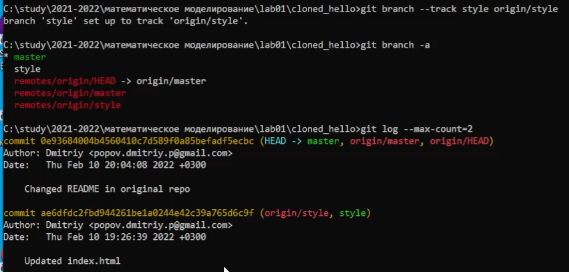 C:\study\2021-2022\математическое моделирование\lab01\cloned_hello>git branch --track style origin/style
branch 'style' set up to track 'origin/style'.
C:\study\2021-2022\математическое моделирование\lab01\cloned_hello>git branch -a
* master
style
remotes/origin/HEAD -> origin/master
remotes/origin/master
remotes/origin/style
C:\study\2021-2022\математическое моделирование\lab01\cloned_hello>git log --max-count=2
commit 0e93684004b4560410c7d589f0a85befadf5ecbc (HEAD -> master, origin/master, origin/HEAD)
Author: Dmitriy <popov.dmitriy.p@gmail.com>
Date: Thu Feb 10 20:04:08 2022 +0300
Changed README in original repo
commit ae6dfdc2fbd944261be1a0244e42c39a765d6c9f (origin/style, style)
Author: Dmitriy <popov.dmitriy.p@gmail.com>
Date: Thu Feb 10 19:26:39 2022 +0300
Updated index.html